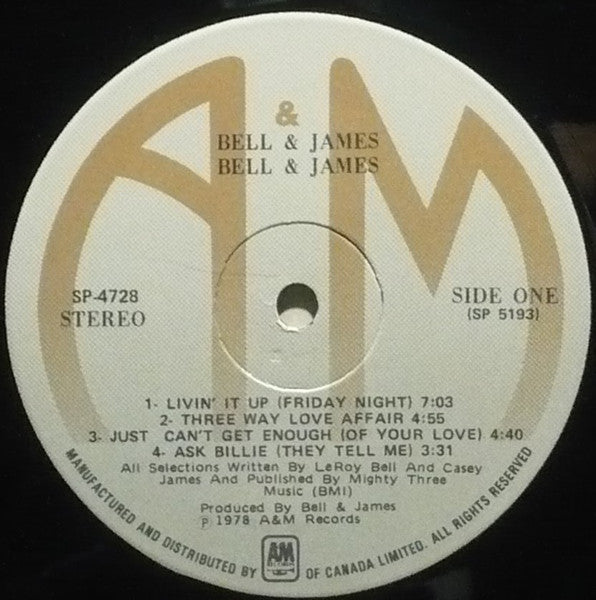 A & M
BELL & JAMES
BELL & JAMES
SP-4728
STEREO
SIDE ONE
(SP 5193)
1- LIVIN' IT UP (FRIDAY NIGHT) 7:03
2- THREE WAY LOVE AFFAIR 4:55
3- JUST CAN'T GET ENOUGH (OF YOUR LOVE) 4:40
4- ASK BILLIE (THEY TELL ME) 3:31
All Selections Written By LeRoy Bell And Casey
James And Published By Mighty Three
Music (BMI)
Produced By Bell & James
℗ 1978 A&M Records
MANUFACTURED AND DISTRIBUTED BY A&M RECORDS OF CANADA LIMITED. ALL RIGHTS RESERVED